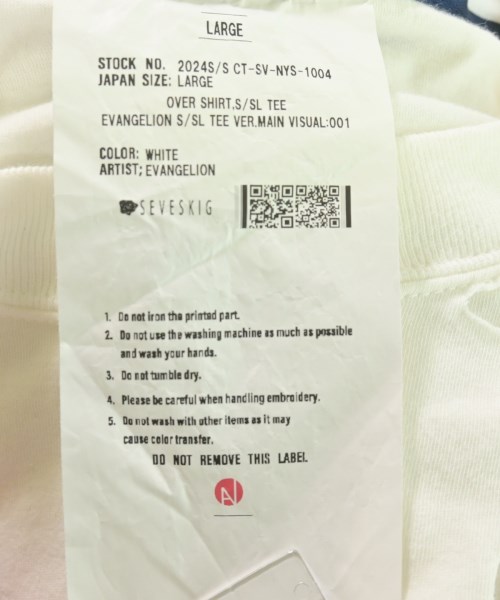 LARGE
STOCK NO. 2024S/S CT-SV-NYS-1004
JAPAN SIZE: LARGE
OVER SHIRT.S/SL TEE
EVANGELION S/SL TEE VER.MAIN VISUAL:001
COLOR: WHITE
ARTIST; EVANGELION
SEVESKIG
1. Do not iron the printed part.
2. Do not use the washing machine as much as possible
and wash your hands.
3. Do not tumble dry.
4. Please be careful when handling embroidery.
5. Do not wash with other items as it may
cause color transfer.
DO NOT REMOVE THIS LABEL
A